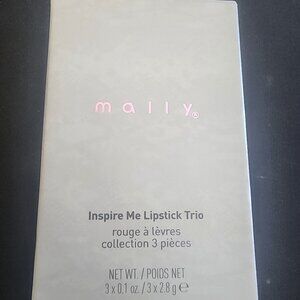 mally®
Inspire Me Lipstick Trio
rouge à lèvres
collection 3 pièces
NET WT. / POIDS NET
3 x 0.1 oz. / 3 x 2.8 g ℮